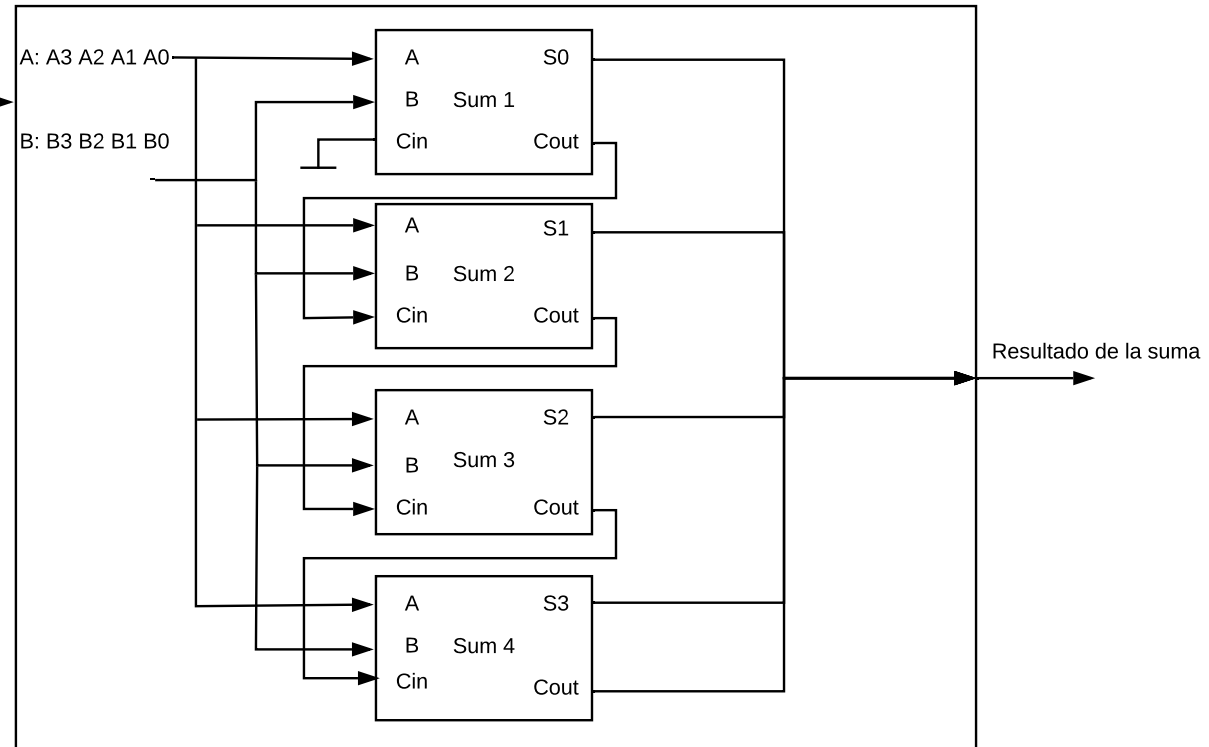 A: A3 A2 A1 A0
B: B3 B2 B1 B0
A
S0
B
Sum 1
Cin
Cout
A
S1
B
Sum 2
Cin
Cout
A
S2
B
Sum 3
Cin
Cout
A
S3
B
Sum 4
Cin
Cout
Resultado de la suma